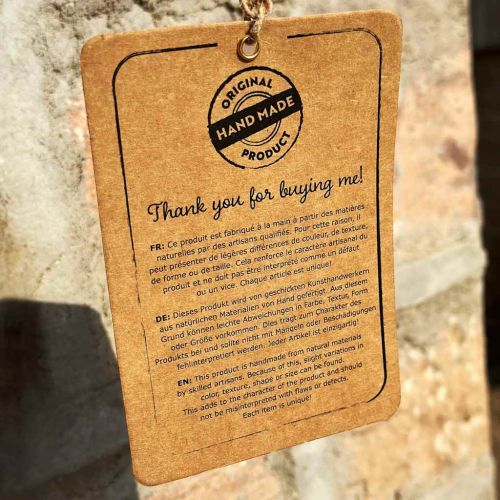 ORIGINAL
HAND MADE
PRODUCT
Thank you for buying me!
FR: Ce produit est fabriqué à la main à partir des matières
naturelles par des artisans qualifiés. Pour cette raison, il
peut présenter de légères différences de couleur, de texture,
de forme ou de taille. Cela renforce le caractère artisanal du
produit et ne doit pas être interprété comme un défaut
ou un vice. Chaque article est unique!
DE: Dieses Produkt wird von geschickten Kunsthandwerkern
aus natürlichen Materialen von Hand gefertigt. Aus diesem
Grund können leichte Abweichungen in Farbe, Textur, Form
oder Größe vorkommen. Dies tragt zum Charakter des
Produkts bei und sollte nicht mit Mängeln oder Beschadigungen
fehlinterpretiert werden. Jeder Artikel ist einzigartig!
EN: This product is handmade from natural materials
by skilled artisans. Because of this, slight variations in
color, texture, shape or size can be found.
This adds to the character of the product and should
not be misinterpreted with flaws or defects.
Each item is unique!